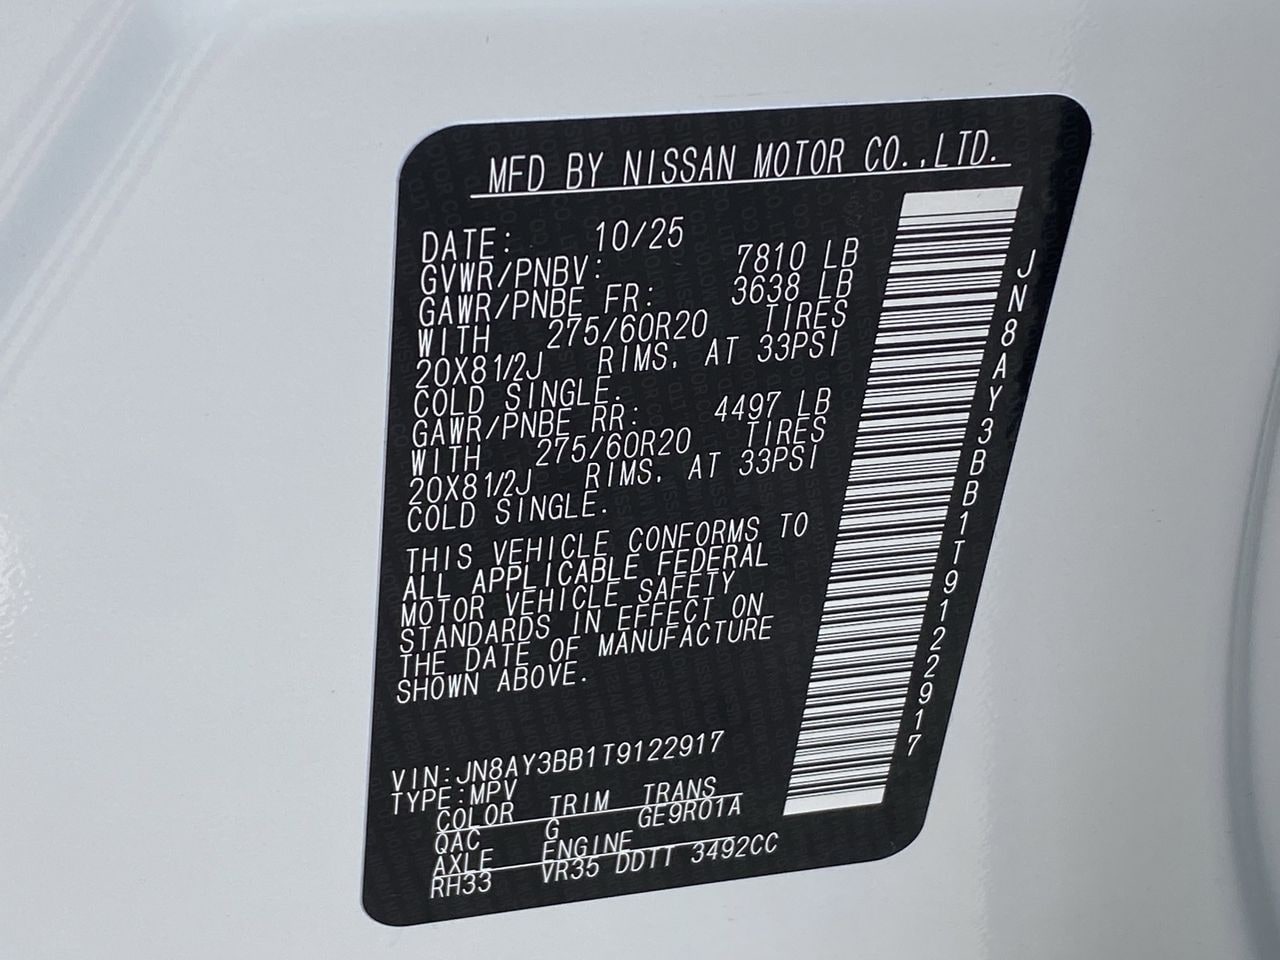 MFD BY NISSAN MOTOR CO.,LTD.
DATE: 10/25
GVWR/PNBV: 7810 LB
GAWR/PNBE FR: 3638 LB
WITH 275/60R20 TIRES
20X81/2J RIMS. AT 33PSI
COLD SINGLE.
GAWR/PNBE RR: 4497 LB
WITH 275/60R20 TIRES
20X81/2J RIMS. AT 33PSI
COLD SINGLE.
THIS VEHICLE CONFORMS TO
ALL APPLICABLE FEDERAL
MOTOR VEHICLE SAFETY
STANDARDS IN EFFECT ON
THE DATE OF MANUFACTURE
SHOWN ABOVE.
VIN:JN8AY3BB1T9122917
TYPE:MPV
COLOR TRIM TRANS
QAC G GE9R01A
AXLE ENGINE
RH33 VR35 DDTT 3492CC
JN8AY3BB1T9122917